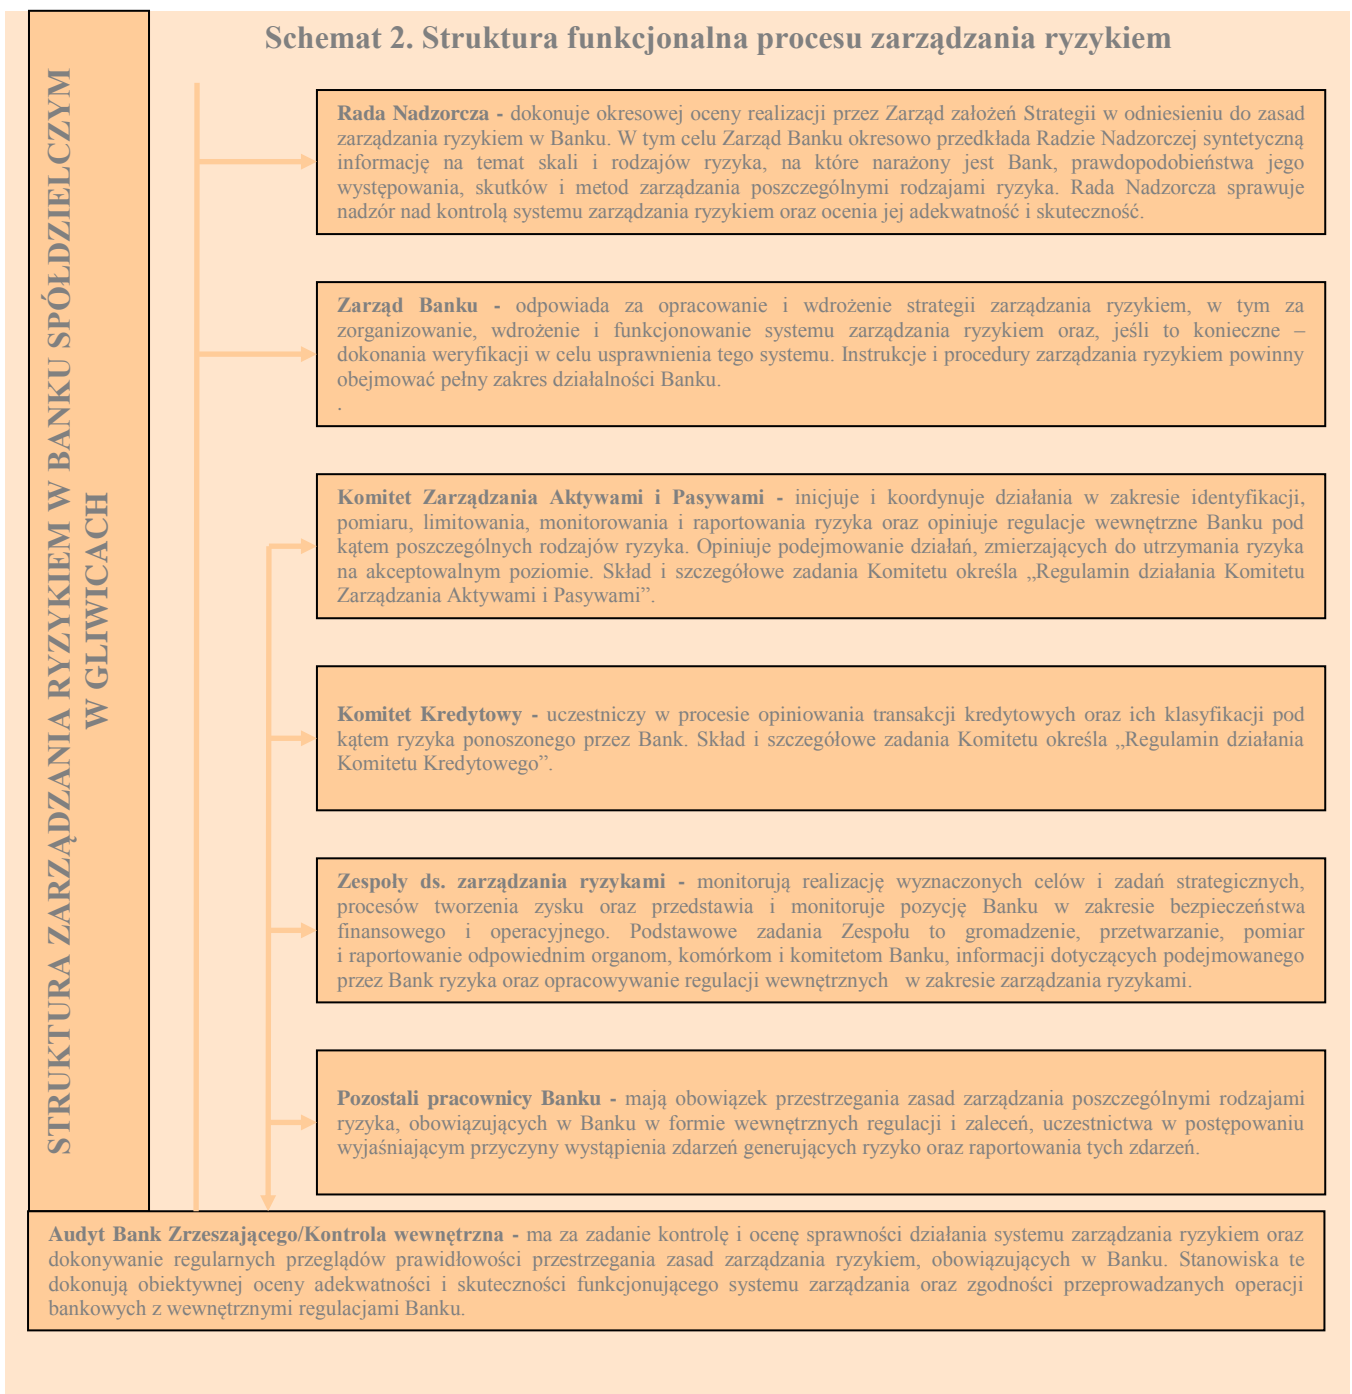 Schemat 2. Struktura funkcjonalna procesu zarządzania ryzykiem
STRUKTURA ZARZĄDZANIA RYZYKIEM W BANKU SPÓŁDZIELCZYM
W GLIWICACH
Rada Nadzorcza - dokonuje okresowej oceny realizacji przez Zarząd założeń Strategii w odniesieniu do zasad
zarządzania ryzykiem w Banku. W tym celu Zarząd Banku okresowo przedkłada Radzie Nadzorczej syntetyczną
informację na temat skali i rodzajów ryzyka, na które narażony jest Bank, prawdopodobieństwa jego
występowania, skutków i metod zarządzania poszczególnymi rodzajami ryzyka. Rada Nadzorcza sprawuje
nadzór nad kontrolą systemu zarządzania ryzykiem oraz ocenia jej adekwatność i skuteczność.
Zarząd Banku - odpowiada za opracowanie i wdrożenie strategii zarządzania ryzykiem, w tym za
zorganizowanie, wdrożenie i funkcjonowanie systemu zarządzania ryzykiem oraz, jeśli to konieczne –
dokonania weryfikacji w celu usprawnienia tego systemu. Instrukcje i procedury zarządzania ryzykiem powinny
obejmować pełny zakres działalności Banku.
.
Komitet Zarządzania Aktywami i Pasywami - inicjuje i koordynuje działania w zakresie identyfikacji,
pomiaru, limitowania, monitorowania i raportowania ryzyka oraz opiniuje regulacje wewnętrzne Banku pod
kątem poszczególnych rodzajów ryzyka. Opiniuje podejmowanie działań, zmierzających do utrzymania ryzyka
na akceptowalnym poziomie. Skład i szczegółowe zadania Komitetu określa „Regulamin działania Komitetu
Zarządzania Aktywami i Pasywami”.
Komitet Kredytowy - uczestniczy w procesie opiniowania transakcji kredytowych oraz ich klasyfikacji pod
kątem ryzyka ponoszonego przez Bank. Skład i szczegółowe zadania Komitetu określa „Regulamin działania
Komitetu Kredytowego”.
Zespoły ds. zarządzania ryzykami - monitorują realizację wyznaczonych celów i zadań strategicznych,
procesów tworzenia zysku oraz przedstawia i monitoruje pozycję Banku w zakresie bezpieczeństwa
finansowego i operacyjnego. Podstawowe zadania Zespołu to gromadzenie, przetwarzanie, pomiar
i raportowanie odpowiednim organom, komórkom i komitetom Banku, informacji dotyczących podejmowanego
przez Bank ryzyka oraz opracowywanie regulacji wewnętrznych w zakresie zarządzania ryzykami.
Pozostali pracownicy Banku - mają obowiązek przestrzegania zasad zarządzania poszczególnymi rodzajami
ryzyka, obowiązujących w Banku w formie wewnętrznych regulacji i zaleceń, uczestnictwa w postępowaniu
wyjaśniającym przyczyny wystąpienia zdarzeń generujących ryzyko oraz raportowania tych zdarzeń.
Audyt Bank Zrzeszającego/Kontrola wewnętrzna - ma za zadanie kontrolę i ocenę sprawności działania systemu zarządzania ryzykiem oraz
dokonywanie regularnych przeglądów prawidłowości przestrzegania zasad zarządzania ryzykiem, obowiązujących w Banku. Stanowiska te
dokonują obiektywnej oceny adekwatności i skuteczności funkcjonującego systemu zarządzania oraz zgodności przeprowadzanych operacji
bankowych z wewnętrznymi regulacjami Banku.